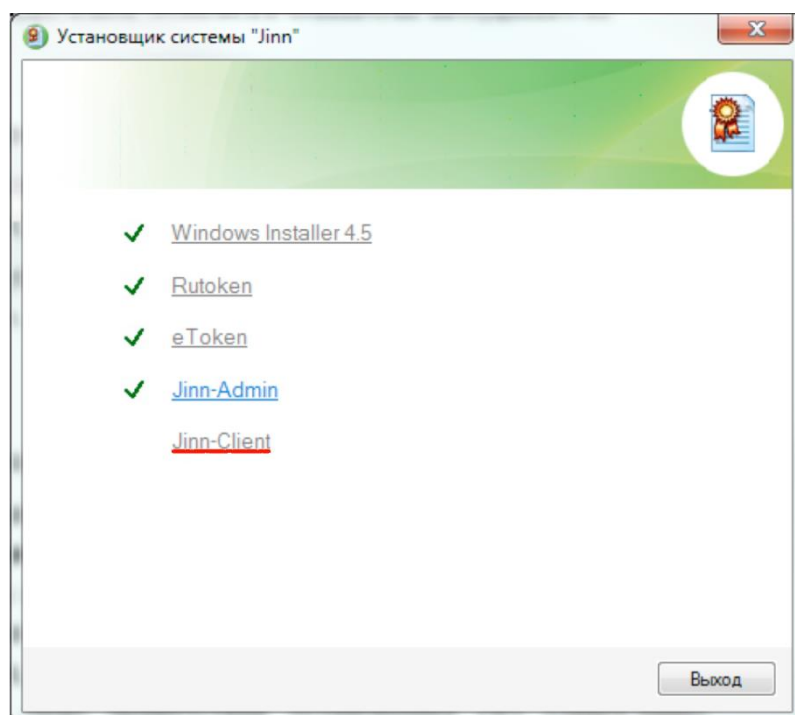 Установщик системы "Jinn"
Windows Installer 4.5
Rutoken
eToken
Jinn-Admin
Jinn-Client
Выход